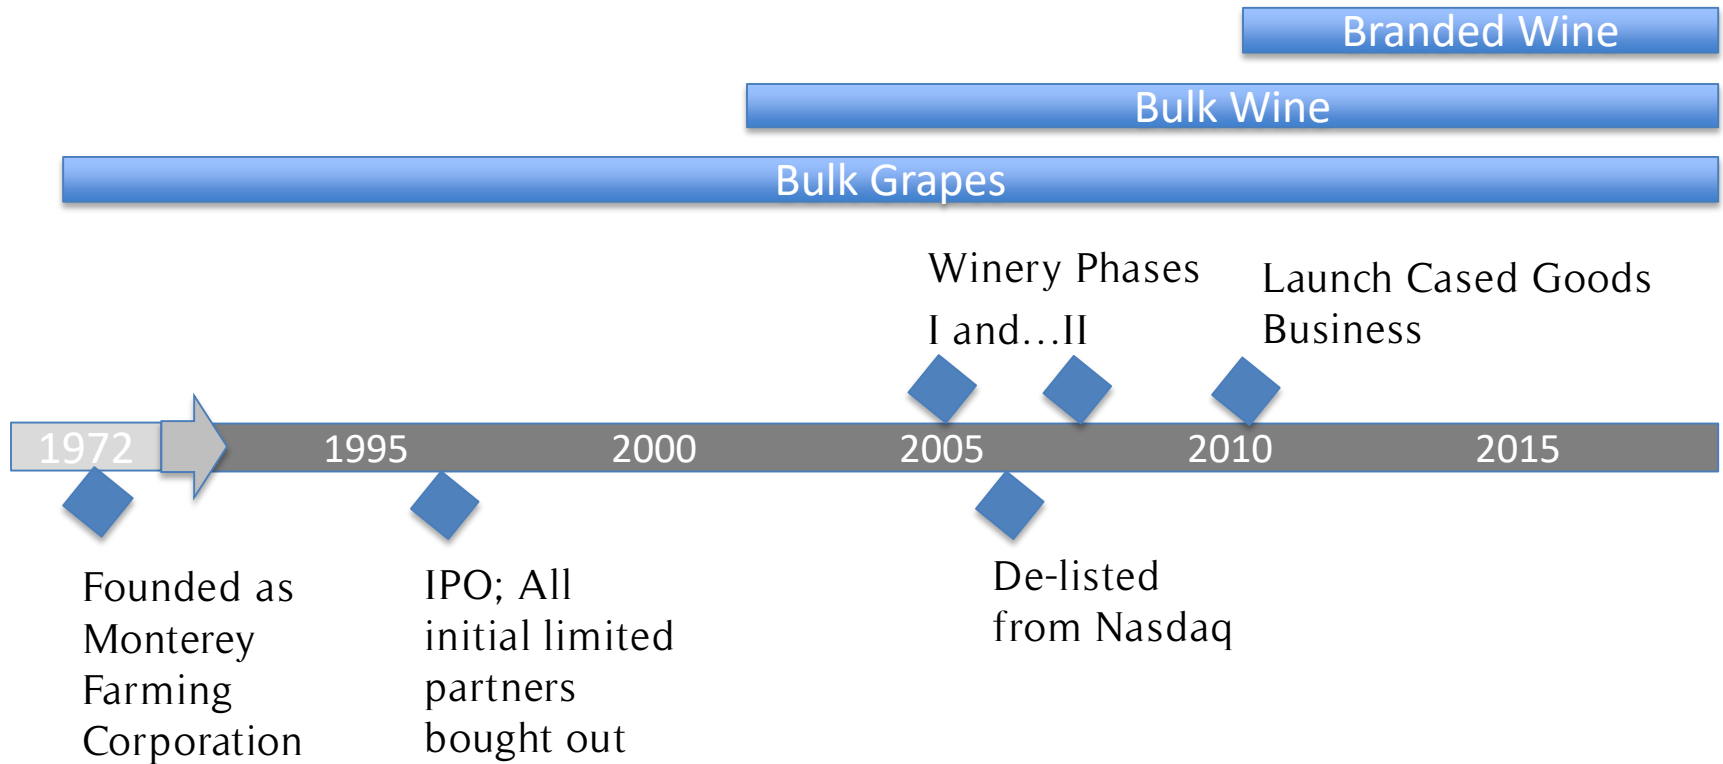 Branded Wine
Bulk Wine
Bulk Grapes
Winery Phases
I and...II
Launch Cased Goods
Business
1972 1995 2000 2005 2010 2015
Founded as
Monterey
Farming
Corporation
IPO; All
initial limited
partners
bought out
De-listed
from Nasdaq